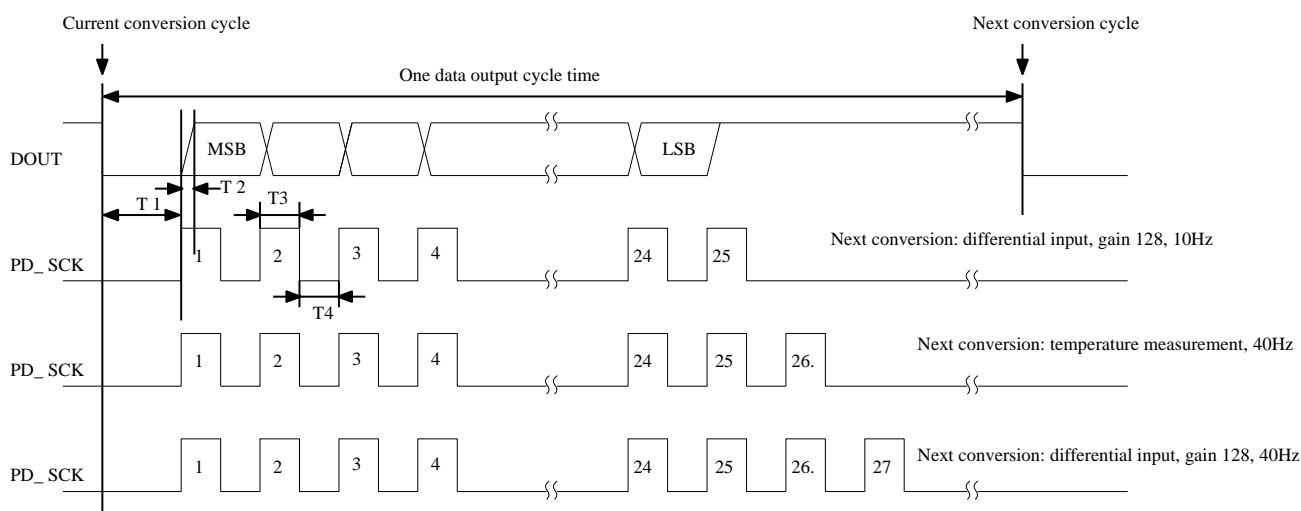 Current conversion cycle
Next conversion cycle
One data output cycle time
DOUT
MSB
LSB
T 2
T 1
T3
Next conversion: differential input, gain 128, 10Hz
PD_ SCK
1
2
3
4
24
25
T4
Next conversion: temperature measurement, 40Hz
PD_ SCK
1
2
3
4
24
25
26.
Next conversion: differential input, gain 128, 40Hz
PD_ SCK
1
2
3
4
24
25
26.
27